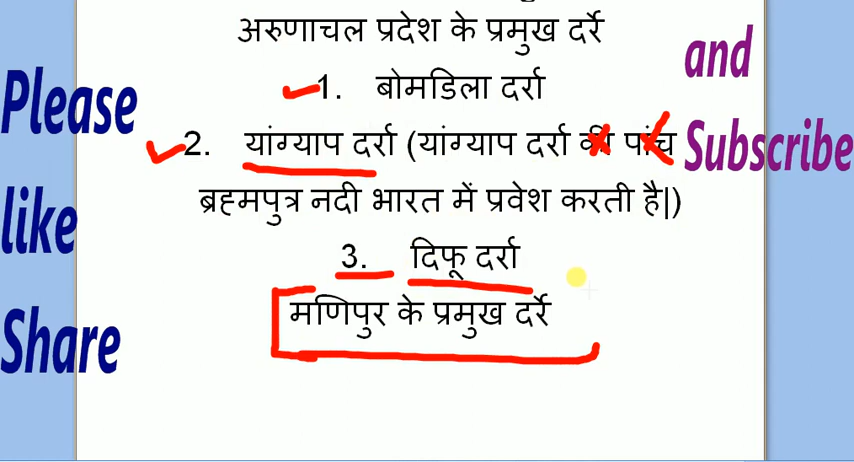 अरुणाचल प्रदेश के प्रमुख दर्रे
1. बोमडिला दर्रा
2. यांग्याप दर्रा (यांग्याप दर्रा की पांच
ब्रह्मपुत्र नदी भारत में प्रवेश करती है|)
3. दिफू दर्रा
मणिपुर के प्रमुख दर्रे
Please
like
Share
and
Subscribe